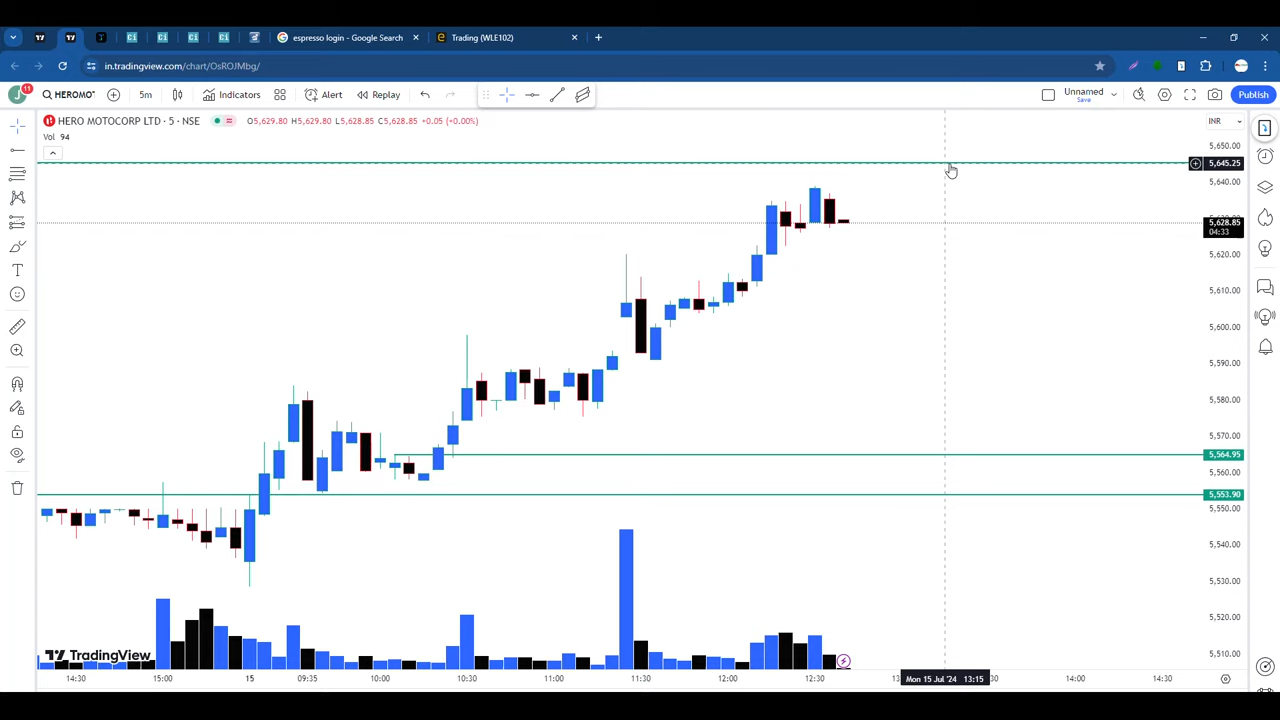 espresso login - Google Search
Trading (WLE102)
in.tradingview.com/chart/OsROJMbg/
J 11 HEROMO 5m Indicators Alert Replay Unnamed Save Publish
HERO MOTOCORP LTD · 5 · NSE O5,629.80 H5,629.80 L5,628.85 C5,628.85 +0.05 (+0.00%) INR
Vol 94
5,650.00
5,645.25
5,640.00
5,628.85
04:33
5,620.00
5,610.00
5,600.00
5,590.00
5,580.00
5,570.00
5,564.95
5,560.00
5,553.90
5,550.00
5,540.00
5,530.00
5,520.00
5,510.00
TradingView
14:30 15:00 15 09:35 10:00 10:30 11:00 11:30 12:00 12:30 Mon 15 Jul '24 13:15 14:00 14:30